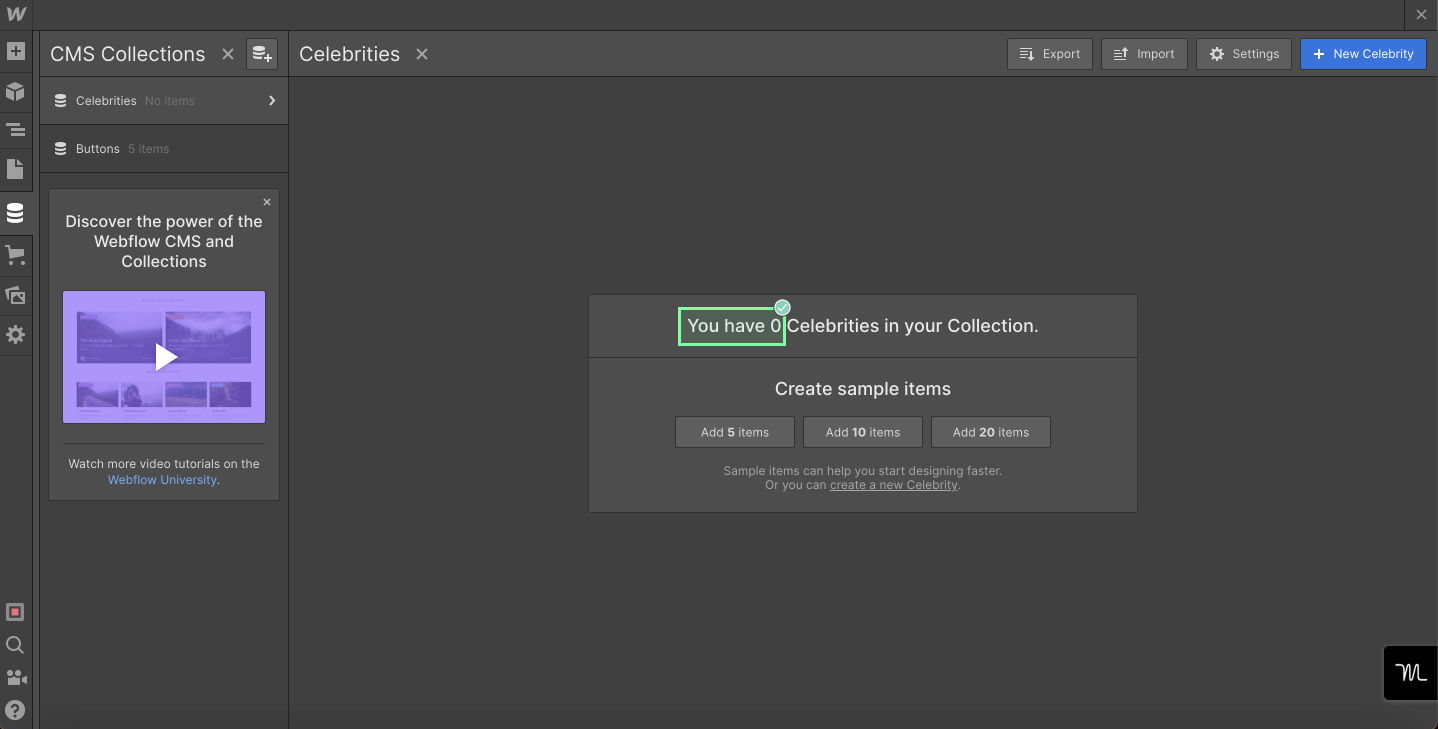 CMS Collections
Celebrities
Export
Import
Settings
New Celebrity
Celebrities No items
Buttons 5 items
Discover the power of the
Webflow CMS and
Collections
Watch more video tutorials on the
Webflow University.
You have 0 Celebrities in your Collection.
Create sample items
Add 5 items
Add 10 items
Add 20 items
Sample items can help you start designing faster.
Or you can create a new Celebrity.